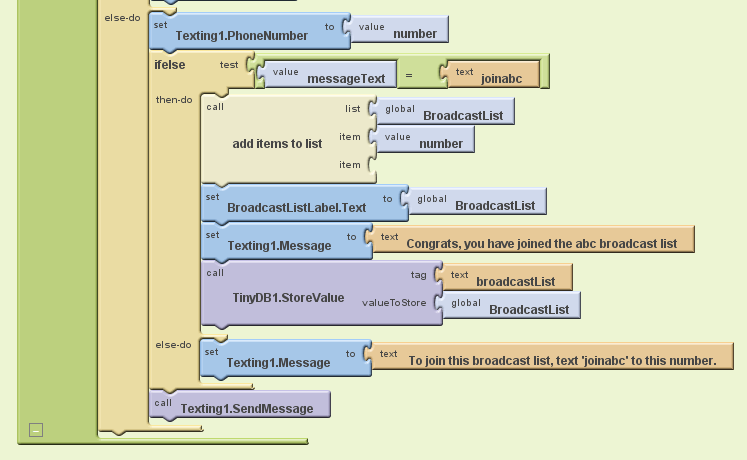 else-do set Texting1.PhoneNumber to value number
ifelse test value messageText = text joinabc
then-do call add items to list list global BroadcastList
item value number
item
set BroadcastListLabel.Text to global BroadcastList
set Texting1.Message to text Congrats, you have joined the abc broadcast list
call TinyDB1.StoreValue tag text broadcastList
valueToStore global BroadcastList
else-do set Texting1.Message to text To join this broadcast list, text 'joinabc' to this number.
call Texting1.SendMessage